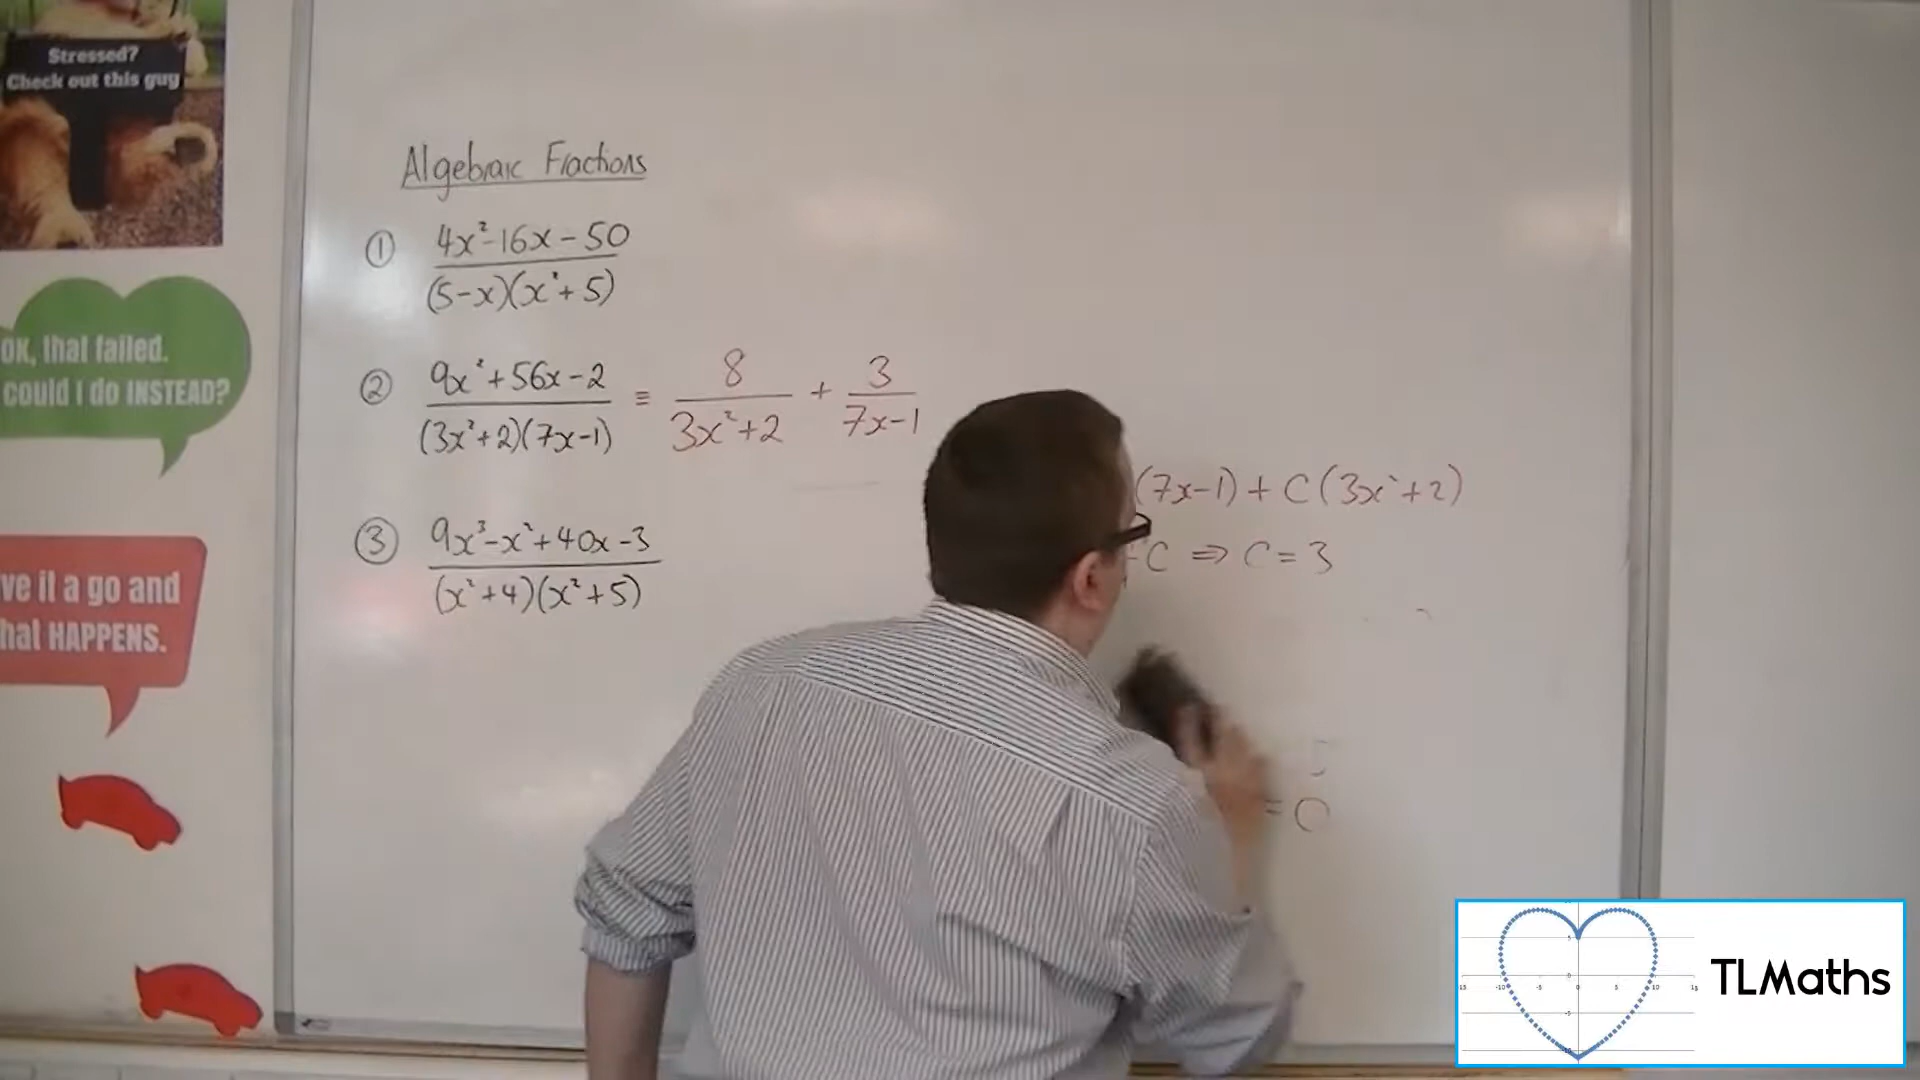 Stressed?
Check out this guy
OK, that failed.
could I do INSTEAD?
ve it a go and
hat HAPPENS.
Algebraic Fractions
① 4x²-16x-50
(5-x)(x²+5)
② 9x²+56x-2 ≡ 8 + 3
(3x²+2)(7x-1) 3x²+2 7x-1
③ 9x³-x²+40x-3
(x²+4)(x²+5)
(7x-1) + C(3x²+2)
C ⇒ C=3
= 0
TLMaths